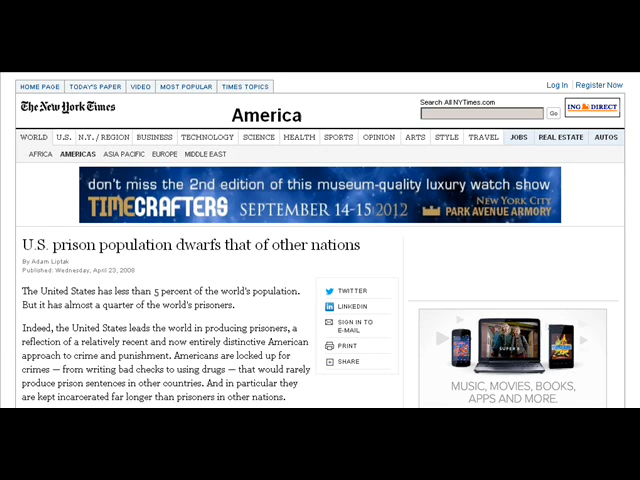 HOME PAGE TODAY'S PAPER VIDEO MOST POPULAR TIMES TOPICS
Log In Register Now
The New York Times
America
Search All NYTimes.com
Go
ING DIRECT
WORLD U.S. N.Y. / REGION BUSINESS TECHNOLOGY SCIENCE HEALTH SPORTS OPINION ARTS STYLE TRAVEL JOBS REAL ESTATE AUTOS
AFRICA AMERICAS ASIA PACIFIC EUROPE MIDDLE EAST
don't miss the 2nd edition of this museum-quality luxury watch show
TIMECRAFTERS SEPTEMBER 14-15 2012 NEW YORK CITY
PARK AVENUE ARMORY
U.S. prison population dwarfs that of other nations
By Adam Liptak
Published: Wednesday, April 23, 2008
The United States has less than 5 percent of the world's population.
But it has almost a quarter of the world's prisoners.
Indeed, the United States leads the world in producing prisoners, a
reflection of a relatively recent and now entirely distinctive American
approach to crime and punishment. Americans are locked up for
crimes — from writing bad checks to using drugs — that would rarely
produce prison sentences in other countries. And in particular they
are kept incarcerated far longer than prisoners in other nations.
TWITTER
LINKEDIN
SIGN IN TO
E-MAIL
PRINT
SHARE
SUPER 8
MUSIC, MOVIES, BOOKS,
APPS AND MORE.